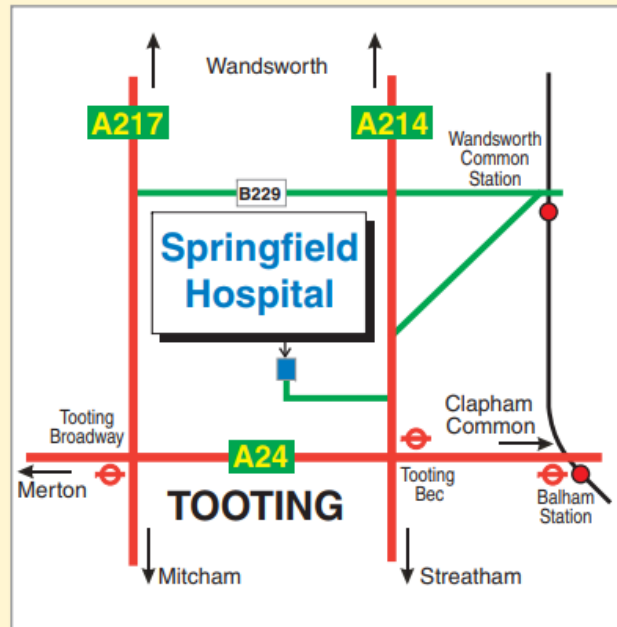 Wandsworth
A217
A214
Wandsworth
Common
Station
B229
Springfield
Hospital
Tooting
Broadway
Clapham
Common
A24
Merton
TOOTING
Tooting
Bec
Balham
Station
Mitcham
Streatham